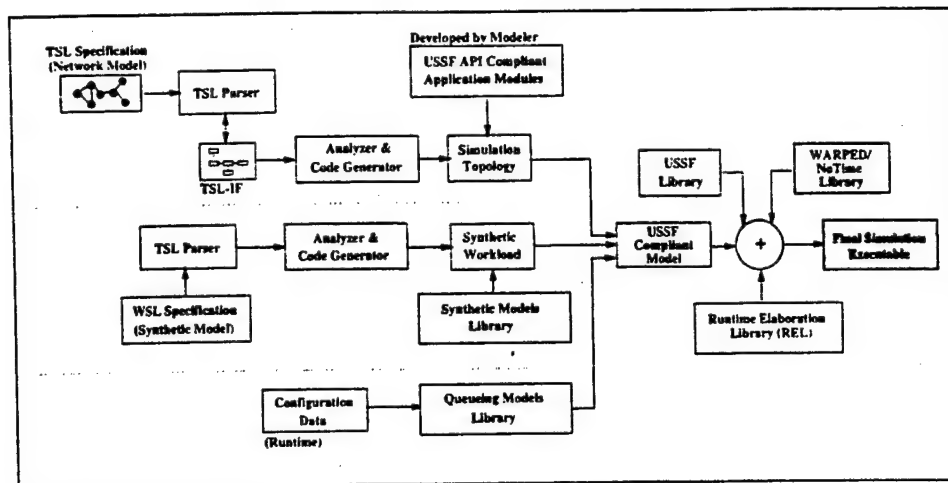 TSL Specification
(Network Model)
TSL Parser
TSL-IF
Analyzer &
Code Generator
Developed by Modeler
USSF API Compliant
Application Modules
Simulation
Topology
USSF
Library
WARPED/
NoTime
Library
TSL Parser
Analyzer &
Code Generator
Synthetic
Workload
USSF
Compliant
Model
+
Final Simulation
Executable
WSL Specification
(Synthetic Model)
Synthetic Models
Library
Runtime Elaboration
Library (REL)
Configuration
Data
(Runtime)
Queueing Models
Library